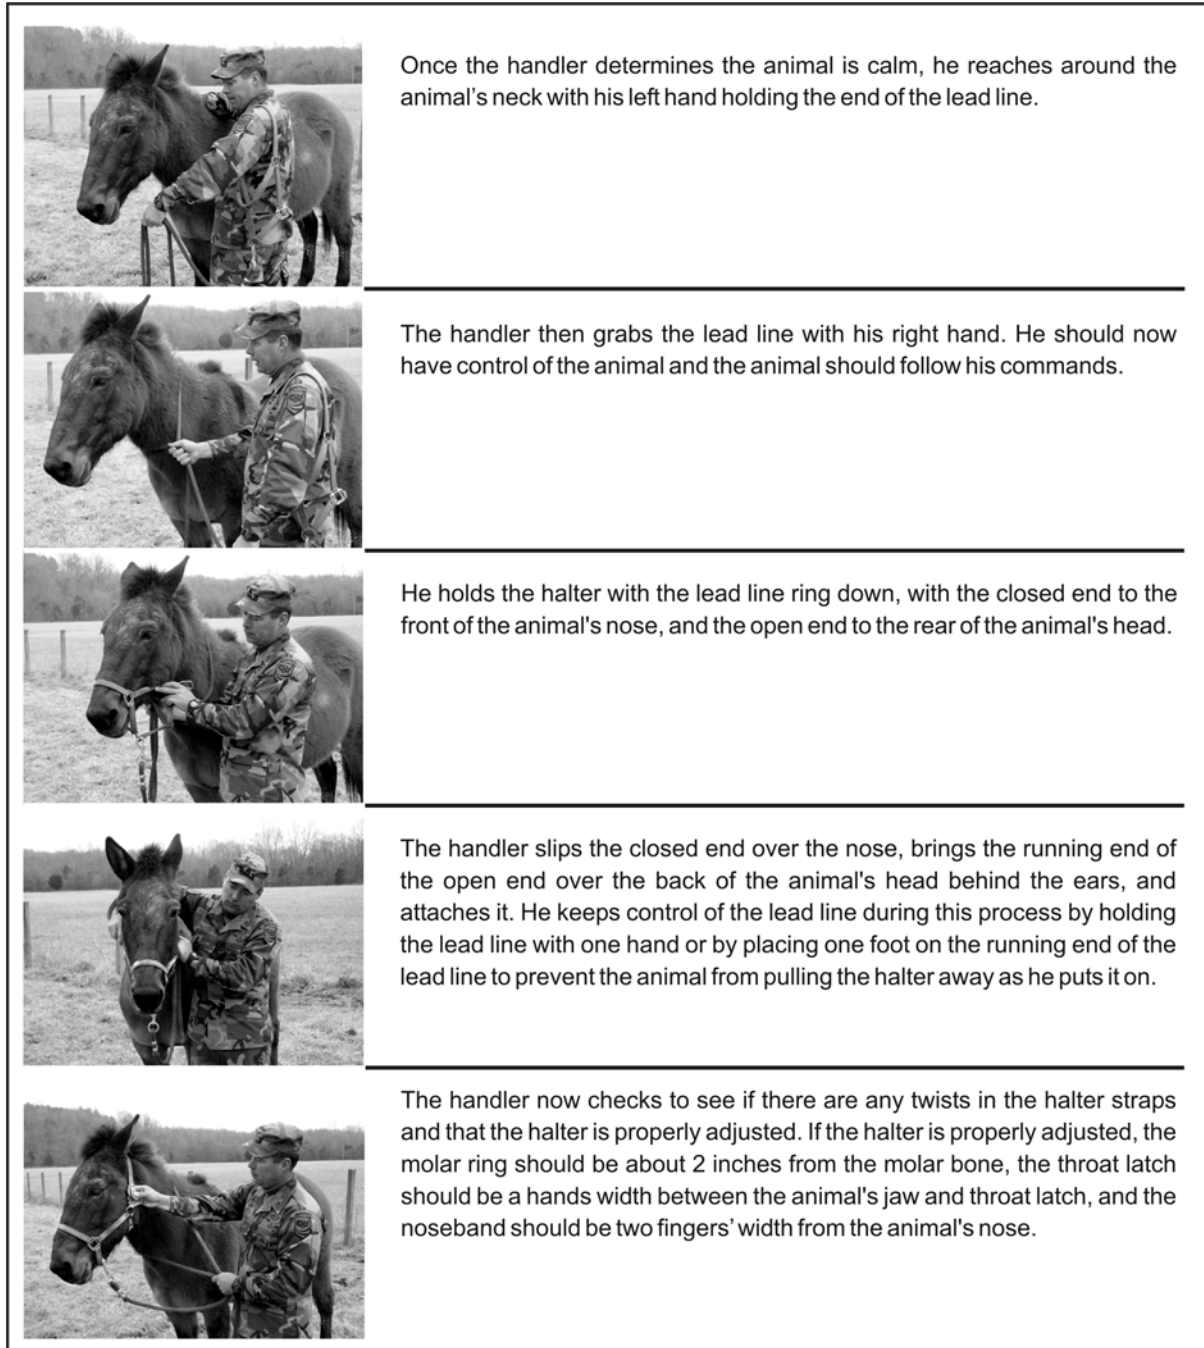 Once the handler determines the animal is calm, he reaches around the
animal's neck with his left hand holding the end of the lead line.
The handler then grabs the lead line with his right hand. He should now
have control of the animal and the animal should follow his commands.
He holds the halter with the lead line ring down, with the closed end to the
front of the animal's nose, and the open end to the rear of the animal's head.
The handler slips the closed end over the nose, brings the running end of
the open end over the back of the animal's head behind the ears, and
attaches it. He keeps control of the lead line during this process by holding
the lead line with one hand or by placing one foot on the running end of the
lead line to prevent the animal from pulling the halter away as he puts it on.
The handler now checks to see if there are any twists in the halter straps
and that the halter is properly adjusted. If the halter is properly adjusted, the
molar ring should be about 2 inches from the molar bone, the throat latch
should be a hands width between the animal's jaw and throat latch, and the
noseband should be two fingers' width from the animal's nose.